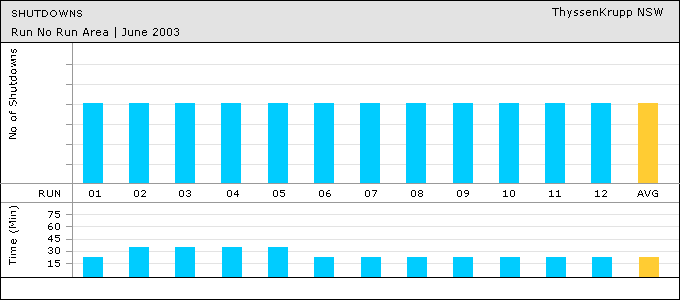 SHUTDOWNS
ThyssenKrupp NSW
Run No Run Area | June 2003
No of Shutdowns
RUN 01 02 03 04 05 06 07 08 09 10 11 12 AVG
Time (Min)
75
60
45
30
15